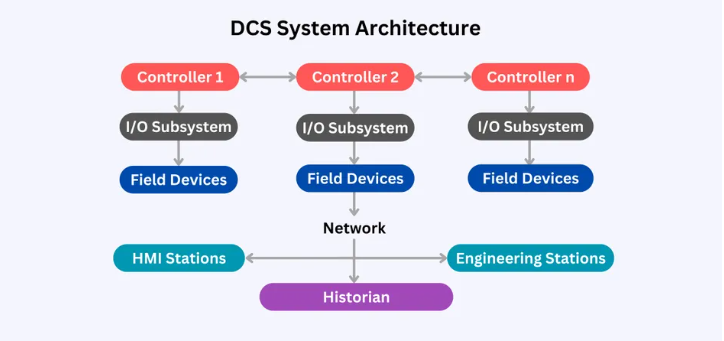 DCS System Architecture
Controller 1
Controller 2
Controller n
I/O Subsystem
I/O Subsystem
I/O Subsystem
Field Devices
Field Devices
Field Devices
Network
HMI Stations
Engineering Stations
Historian